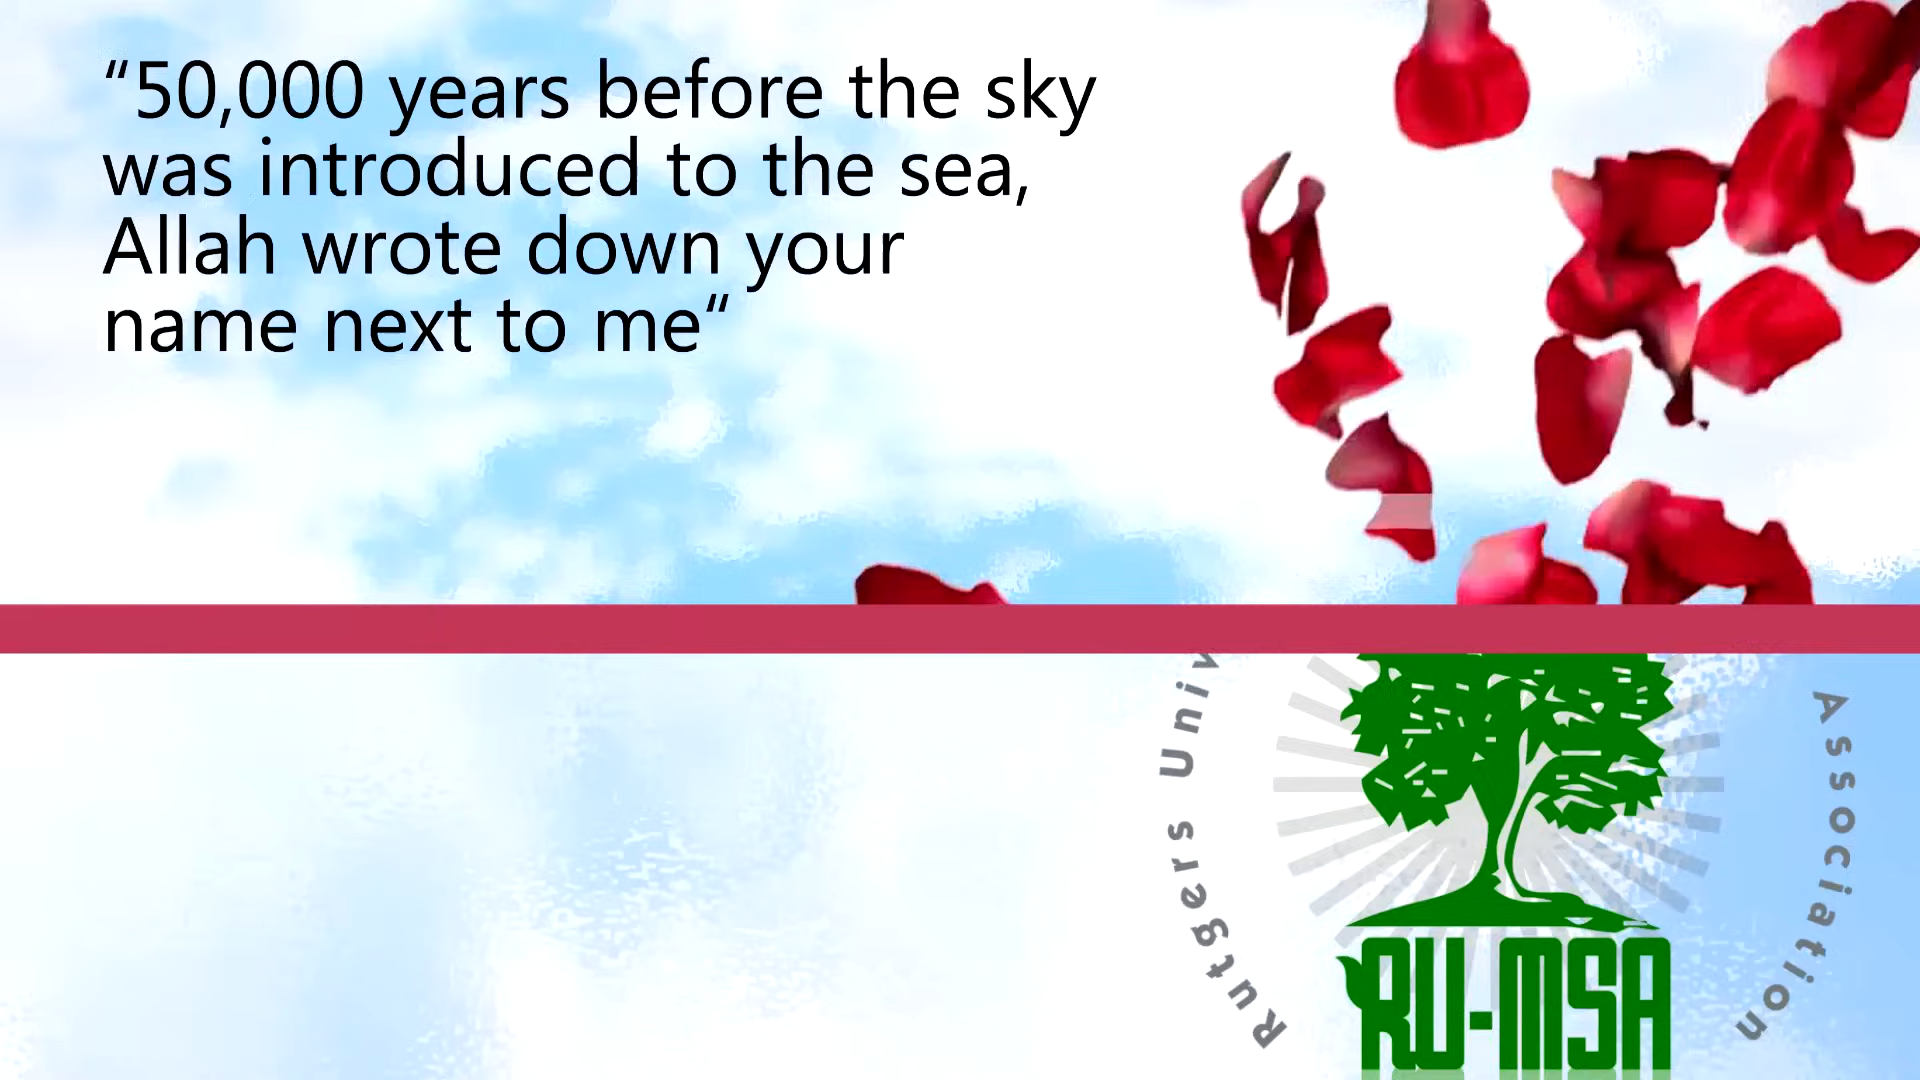 “50,000 years before the sky
was introduced to the sea,
Allah wrote down your
name next to me“
Rutgers Univ
Association
RU-MSA